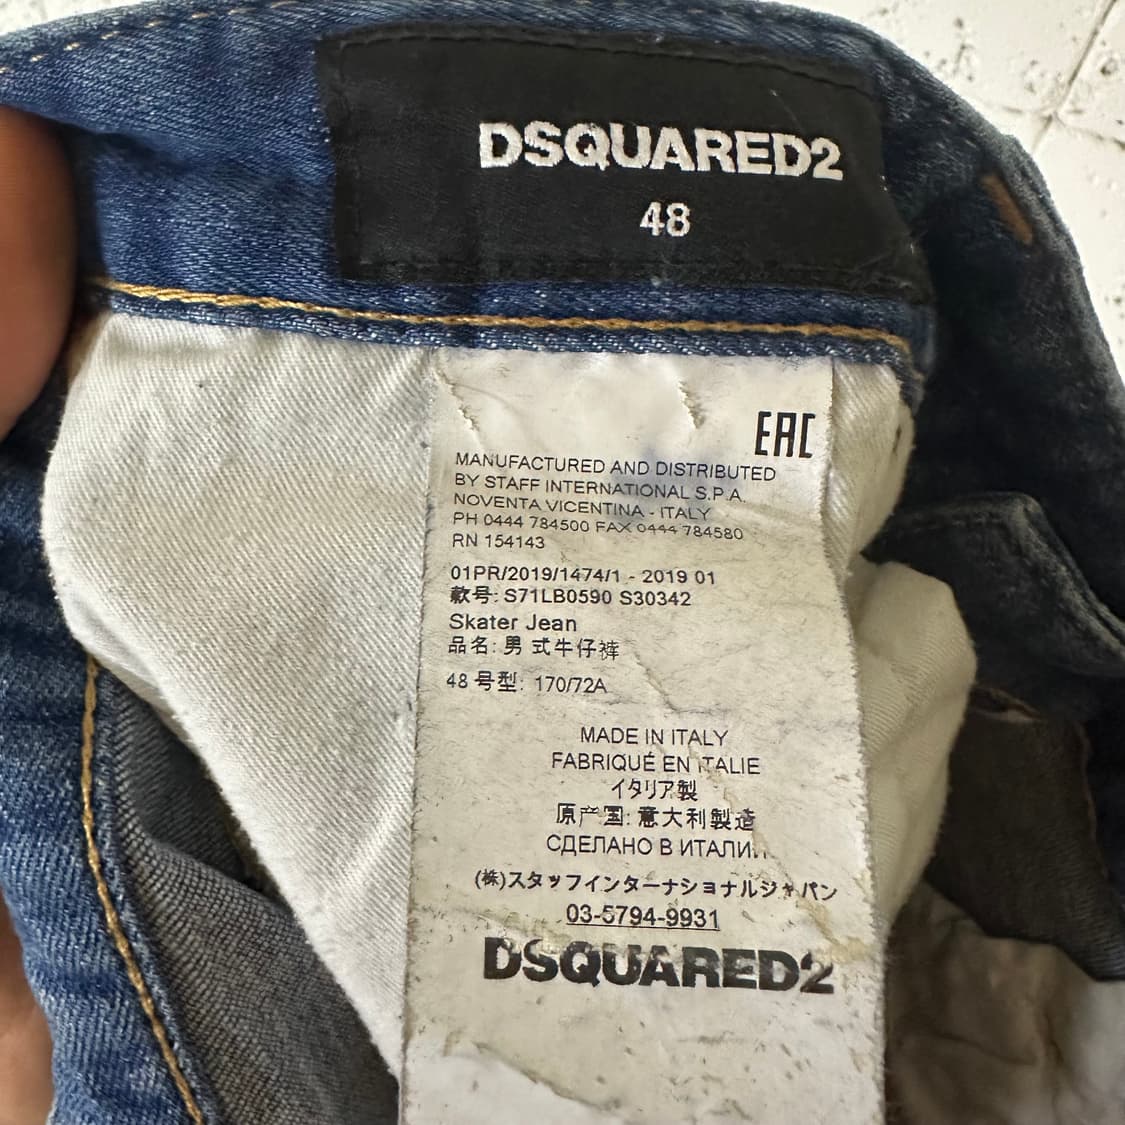 DSQUARED2
48
EAC
MANUFACTURED AND DISTRIBUTED
BY STAFF INTERNATIONAL S.P.A.
NOVENTA VICENTINA - ITALY
PH 0444 784500 FAX 0444 784580
RN 154143
01PR/2019/1474/1 - 2019 01
款号: S71LB0590 S30342
Skater Jean
品名: 男 式牛仔裤
48 号型: 170/72A
MADE IN ITALY
FABRIQUÉ EN ITALIE
イタリア製
原产国: 意大利製造
СДЕЛАНО В ИТАЛИИ
(株)スタッフインターナショナルジャパン
03-5794-9931
DSQUARED2